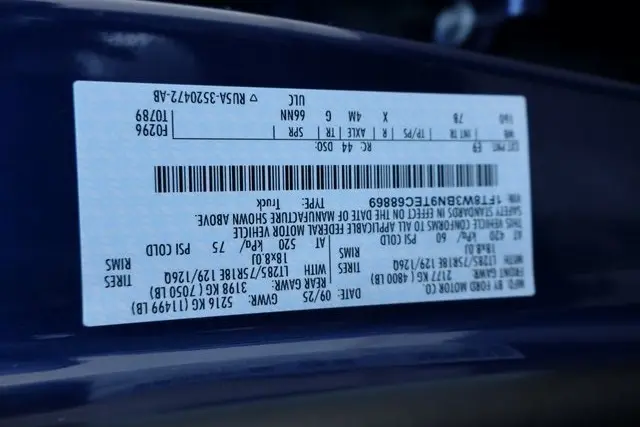 MFG BY FORD MOTOR CO.
DATE: 09/25 GVWR: 5216 KG (11499 LB)
FRONT GAWR: 2177 KG (4800 LB) REAR GAWR: 3198 KG (7050 LB)
WITH LT285/75R18E 129/126Q TIRES WITH LT285/75R18E 129/126Q TIRES
18x8.0J RIMS 18x8.0J RIMS
AT 420 kPa/ 60 PSI COLD AT 520 kPa/ 75 PSI COLD
THIS VEHICLE CONFORMS TO ALL APPLICABLE FEDERAL MOTOR VEHICLE
SAFETY STANDARDS IN EFFECT ON THE DATE OF MANUFACTURE SHOWN ABOVE.
VIN: 1FT8W3BN9TEC68869 TYPE: Truck
EXT PNT: E9 RC: 44 DSO: F0296
WB INT TR TP/PS R AXLE TR SPR T0789
160 78 X 4M G 66NN
ULC
▽ RUSA-3520472-AB